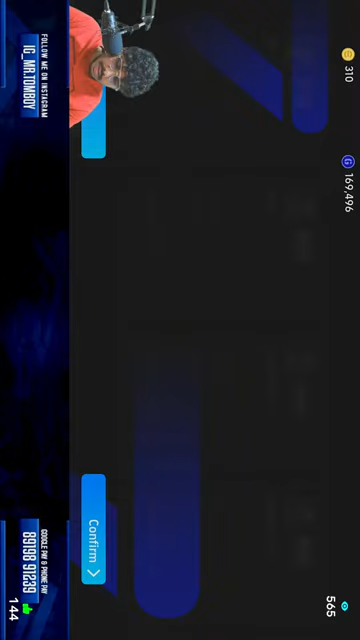 310
169,496
565
Confirm
FOLLOW ME ON INSTAGRAM
IG_MR.TOMBOY
GOOGLE PAY & PHONE PAY
89198 91239
144